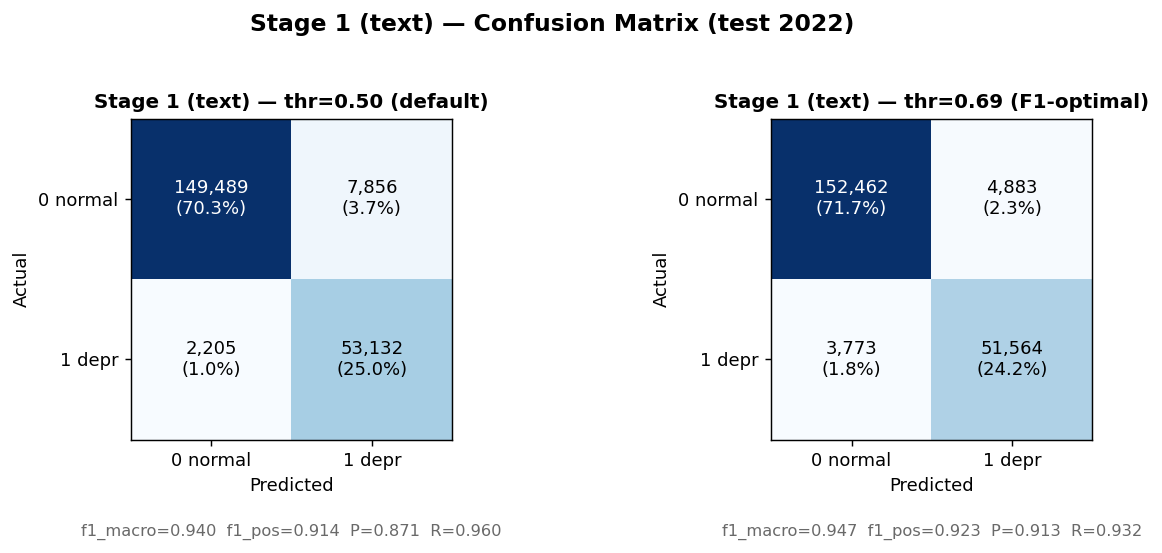 Stage 1 (text) — Confusion Matrix (test 2022)
Stage 1 (text) — thr=0.50 (default)
149,489
(70.3%)
7,856
(3.7%)
0 normal
2,205
(1.0%)
53,132
(25.0%)
1 depr
Actual
0 normal
1 depr
Predicted
f1_macro=0.940 f1_pos=0.914 P=0.871 R=0.960
Stage 1 (text) — thr=0.69 (F1-optimal)
152,462
(71.7%)
4,883
(2.3%)
0 normal
3,773
(1.8%)
51,564
(24.2%)
1 depr
Actual
0 normal
1 depr
Predicted
f1_macro=0.947 f1_pos=0.923 P=0.913 R=0.932